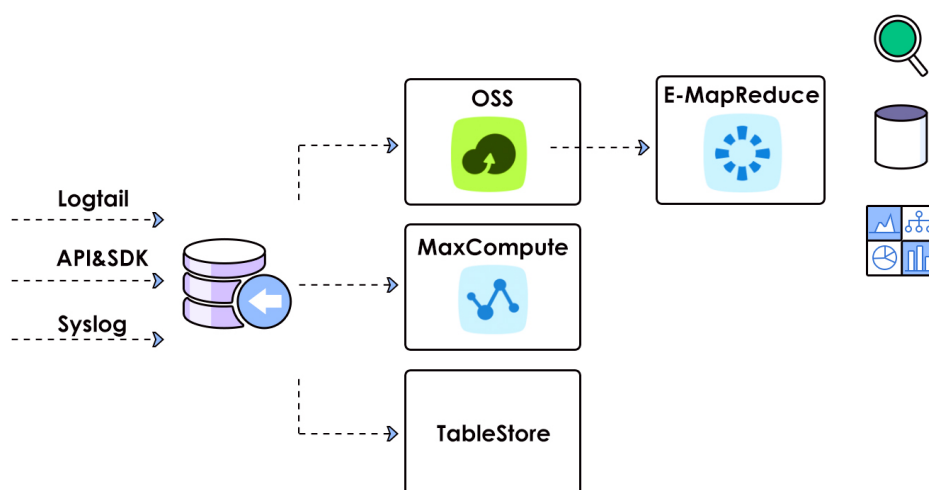 OSS
E-MapReduce
Logtail
API&SDK
Syslog
MaxCompute
TableStore